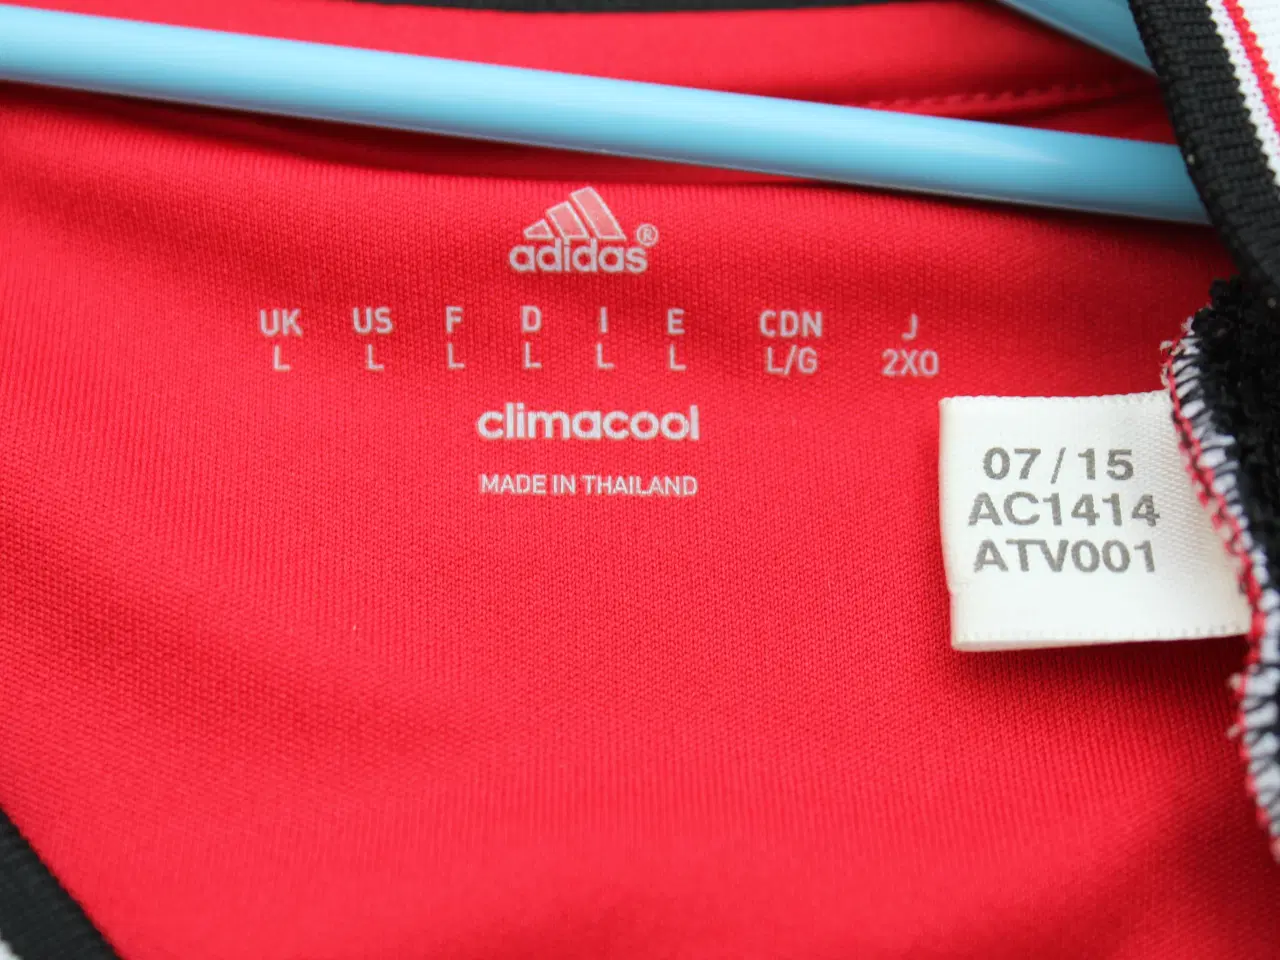 adidas®
UK US F D I E CDN J
L L L L L L L/G 2XO
climacool
MADE IN THAILAND
07/15
AC1414
ATV001